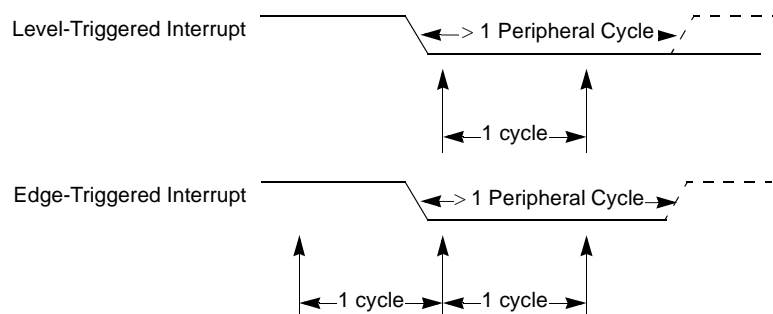 Level-Triggered Interrupt
> 1 Peripheral Cycle
1 cycle
Edge-Triggered Interrupt
> 1 Peripheral Cycle
1 cycle 1 cycle